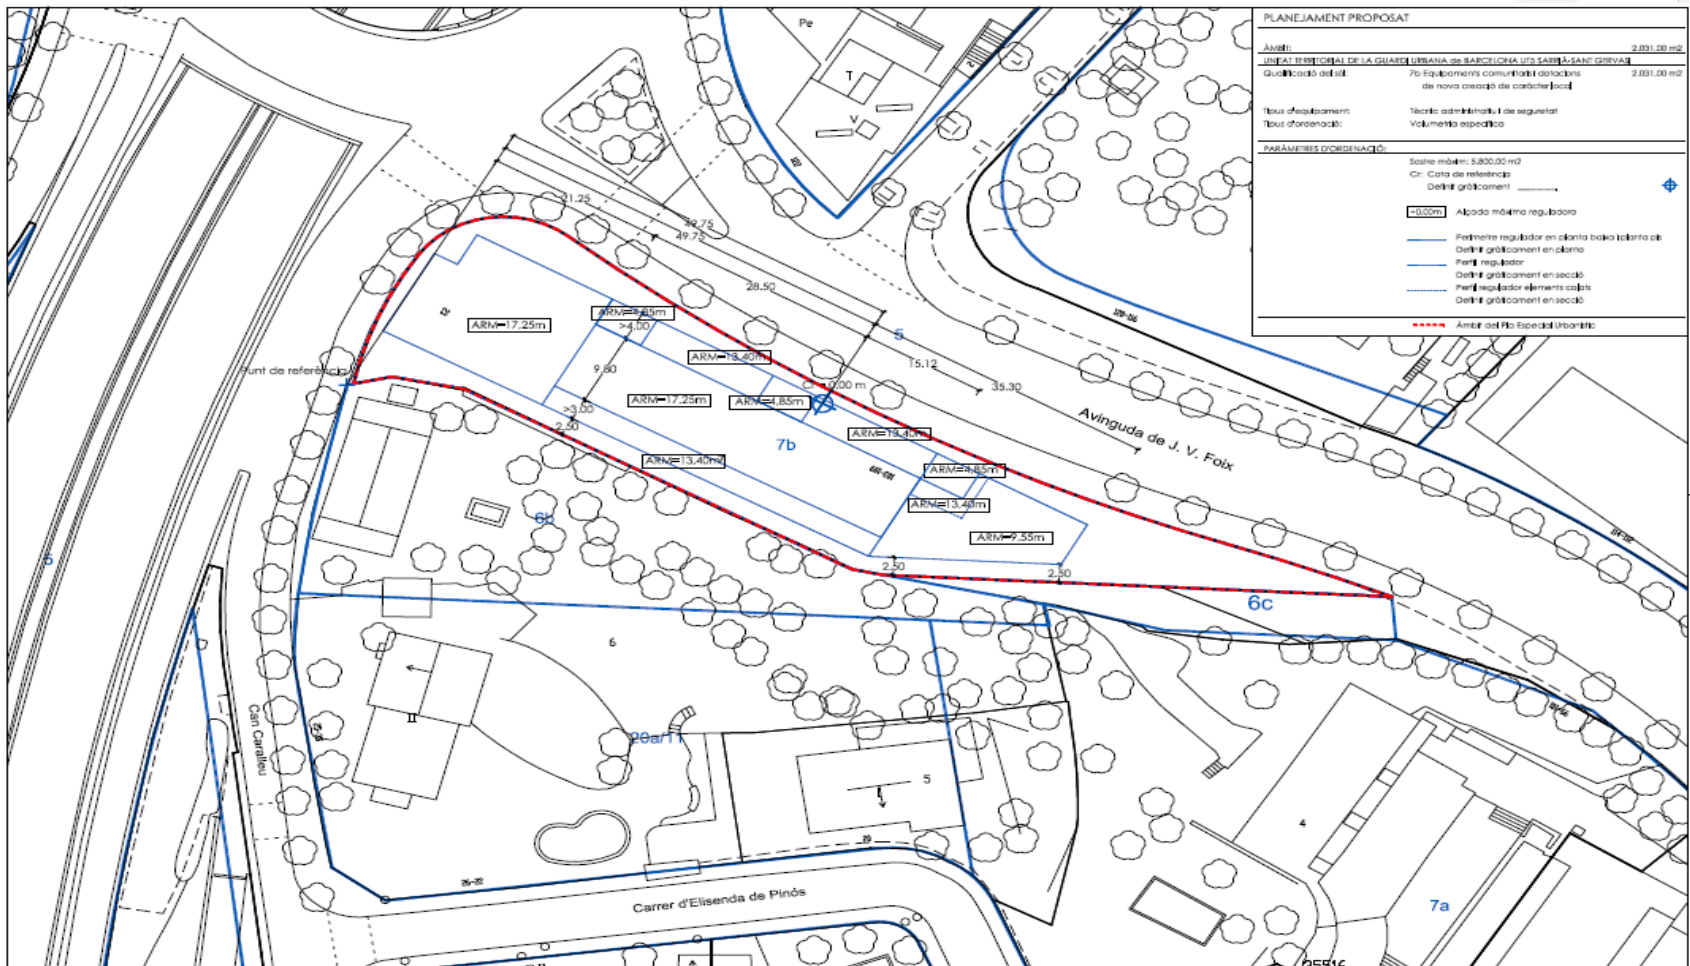 PLANEJAMENT PROPOSAT
ÀMBIT: 2.031,00 m2
UNITAT TERRITORIAL DE LA GUARDI URBANA de BARCELONA UTS SARRIÀ-SANT GERVASI
Qualificació del sòl: 7b Equipaments comunitaris i dotacions 2.031,00 m2
de nova creació de caràcter local
Tipus d'equipament: Tècnic administratiu i de seguretat
Tipus d'ordenació: Volumetria específica
PARÀMETRES D'ORDENACIÓ:
Sostre màxim: 5.800,00 m2
Cr: Cota de referència
Definit gràficament
+0,00m Alçada màxima reguladora
Perímetre regulador en planta baixa i planta pis
Definit gràficament en planta
Perfil regulador
Definit gràficament en secció
Perfil regulador elements calats
Definit gràficament en secció
Àmbit del Pla Especial Urbanístic
Pe
T
V
21.25
49.75
49.75
28.50
15.12
35.30
5
ARM=17,25m
ARM=4,85m
>4.00
ARM=13,40m
9.80
Punt de referència
Cr 0.00 m
ARM=17,25m
ARM=4,85m
>3.00
2.50
ARM=13,40m
7b
ARM=13,40m
ARM=4,85m
ARM=13,40m
ARM=9,55m
2.50
2.50
Avinguda de J. V. Foix
6b
6c
5
6
II
20a/11
5
I
4
7a
Can Caralleu
26-32
Carrer d'Elisenda de Pinós